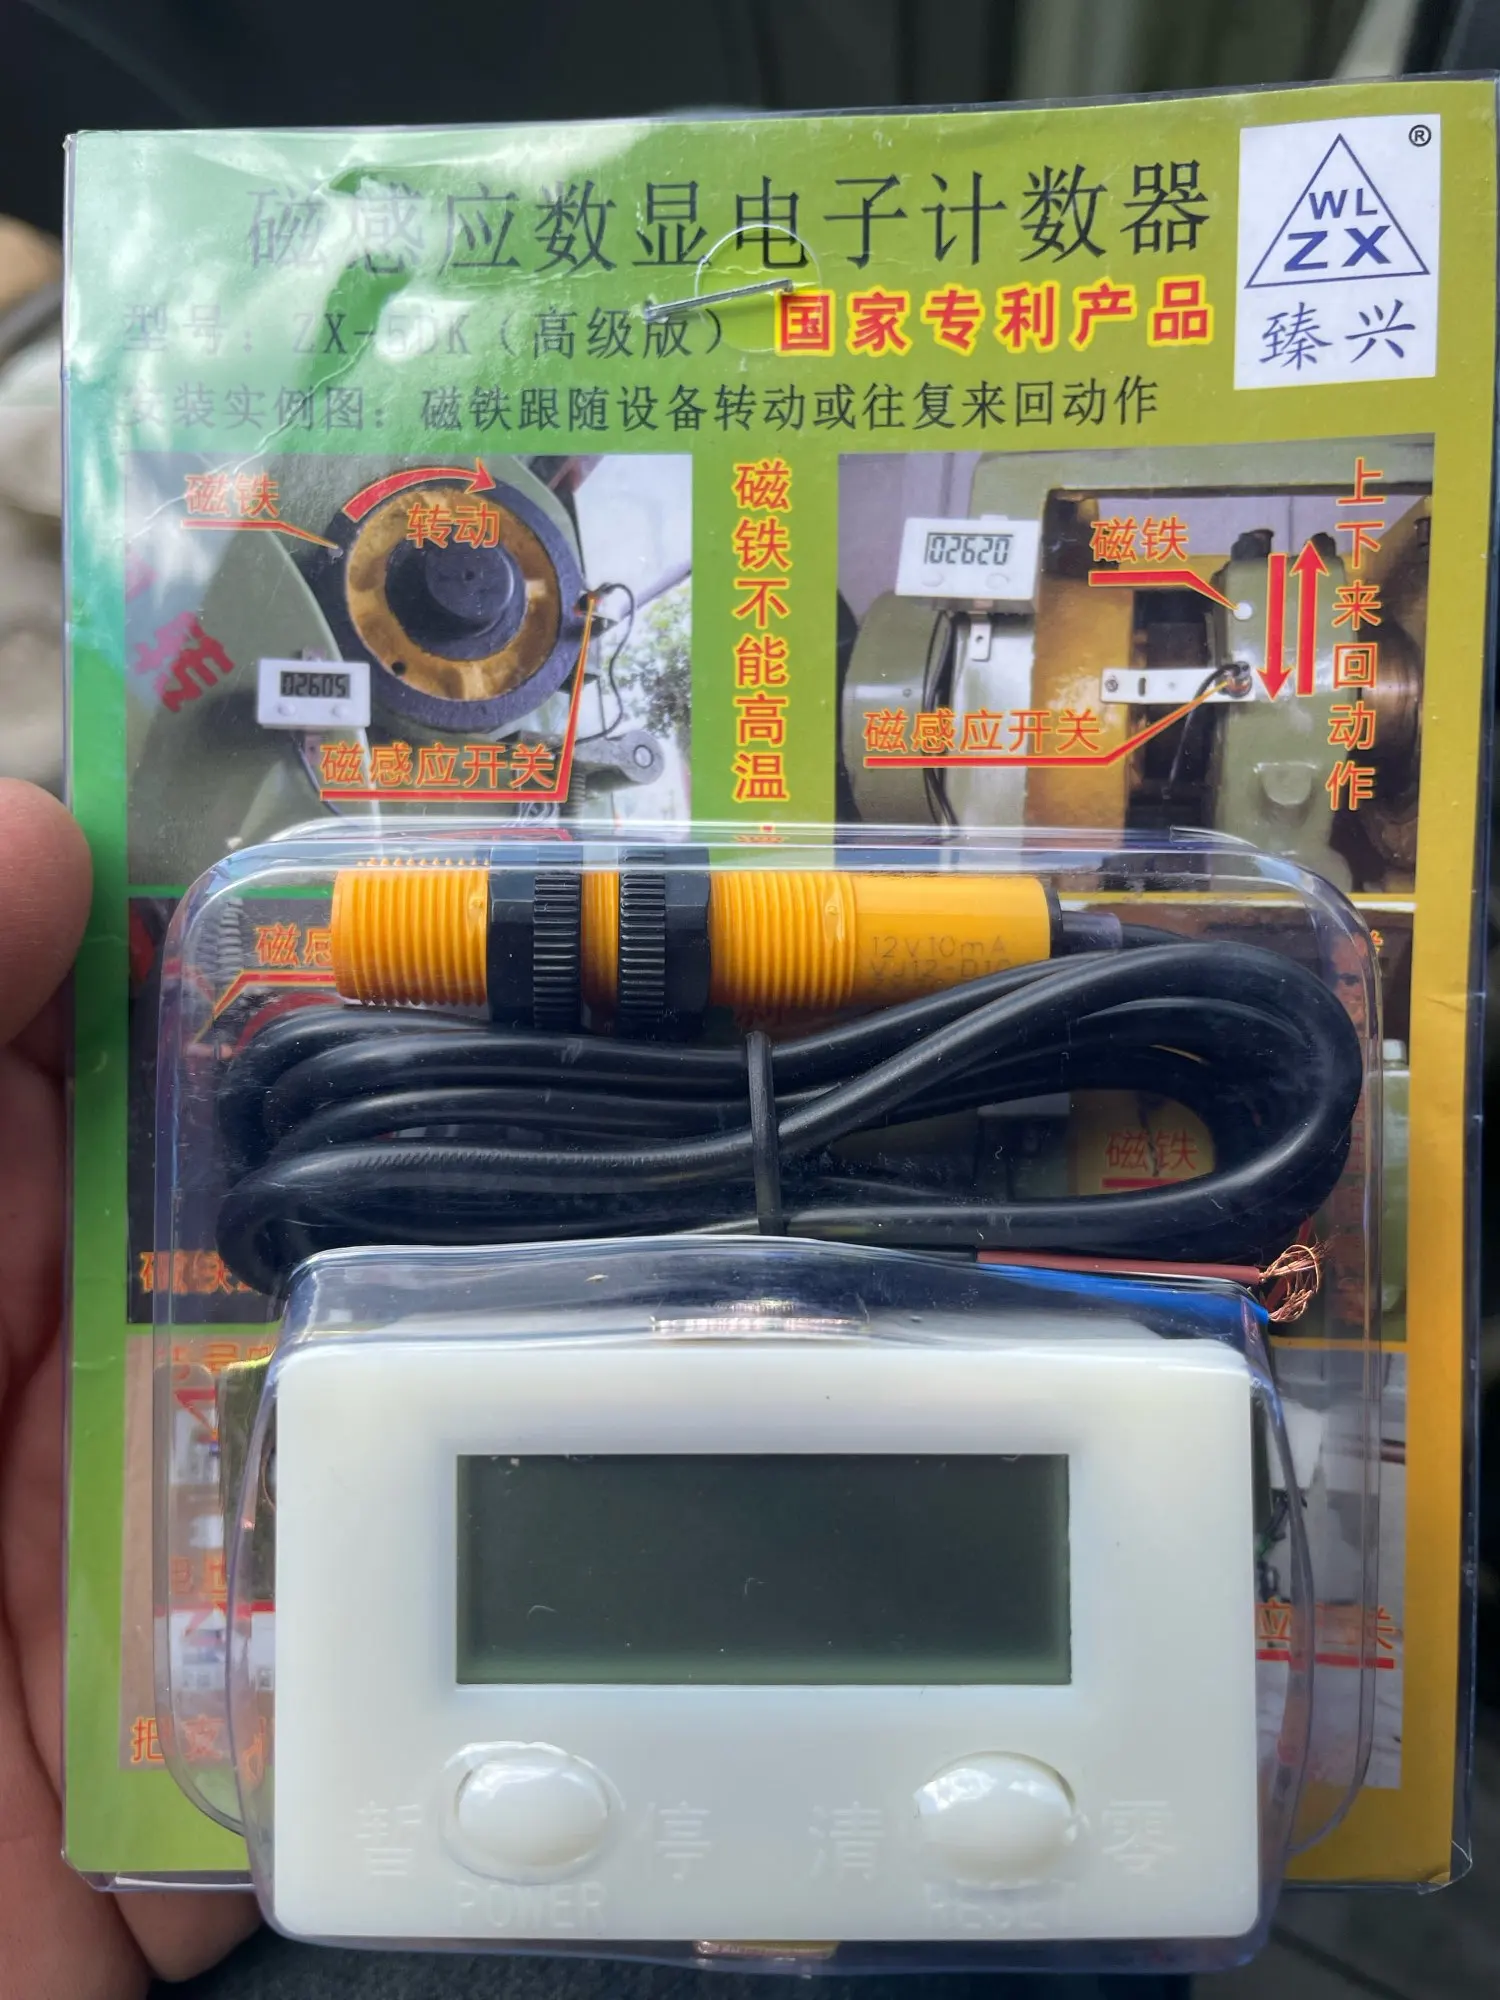 磁感应数显电子计数器
®
WL
ZX
臻兴
型号：ZX-5DK（高级版）
国家专利产品
安装实例图：磁铁跟随设备转动或往复来回动作
磁铁
转动
02605
磁感应开关
磁铁不能高温
02620
磁铁
上下来回动作
磁感应开关
12V10mA
磁铁
磁铁
暂停
清零
POWER
RESET